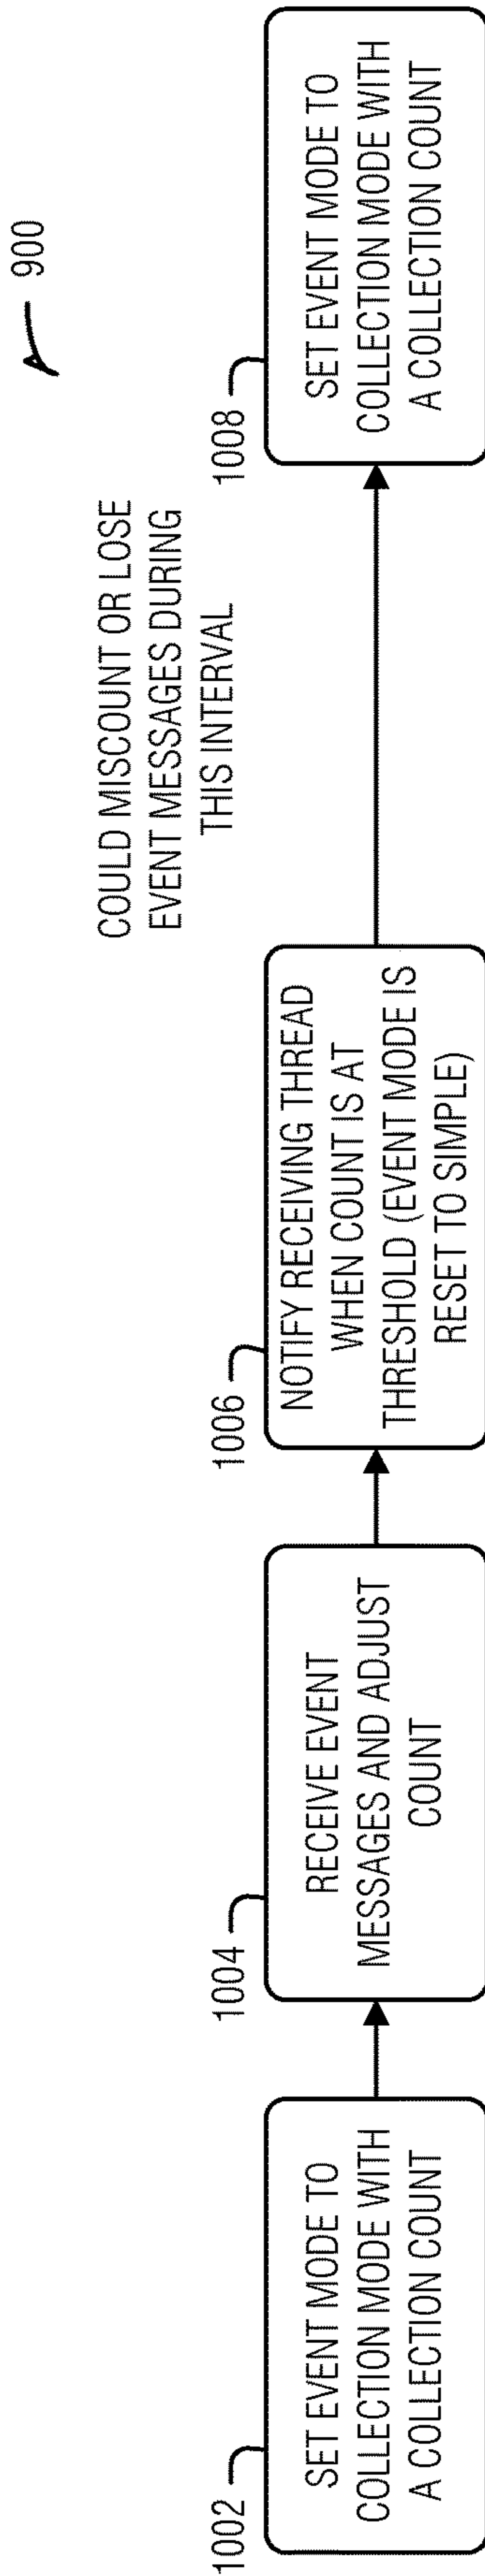 900
COULD MISCOUNT OR LOSE
EVENT MESSAGES DURING
THIS INTERVAL
1002
SET EVENT MODE TO
COLLECTION MODE WITH
A COLLECTION COUNT
1004
RECEIVE EVENT
MESSAGES AND ADJUST
COUNT
1006
NOTIFY RECEIVING THREAD
WHEN COUNT IS AT
THRESHOLD (EVENT MODE IS
RESET TO SIMPLE)
1008
SET EVENT MODE TO
COLLECTION MODE WITH
A COLLECTION COUNT